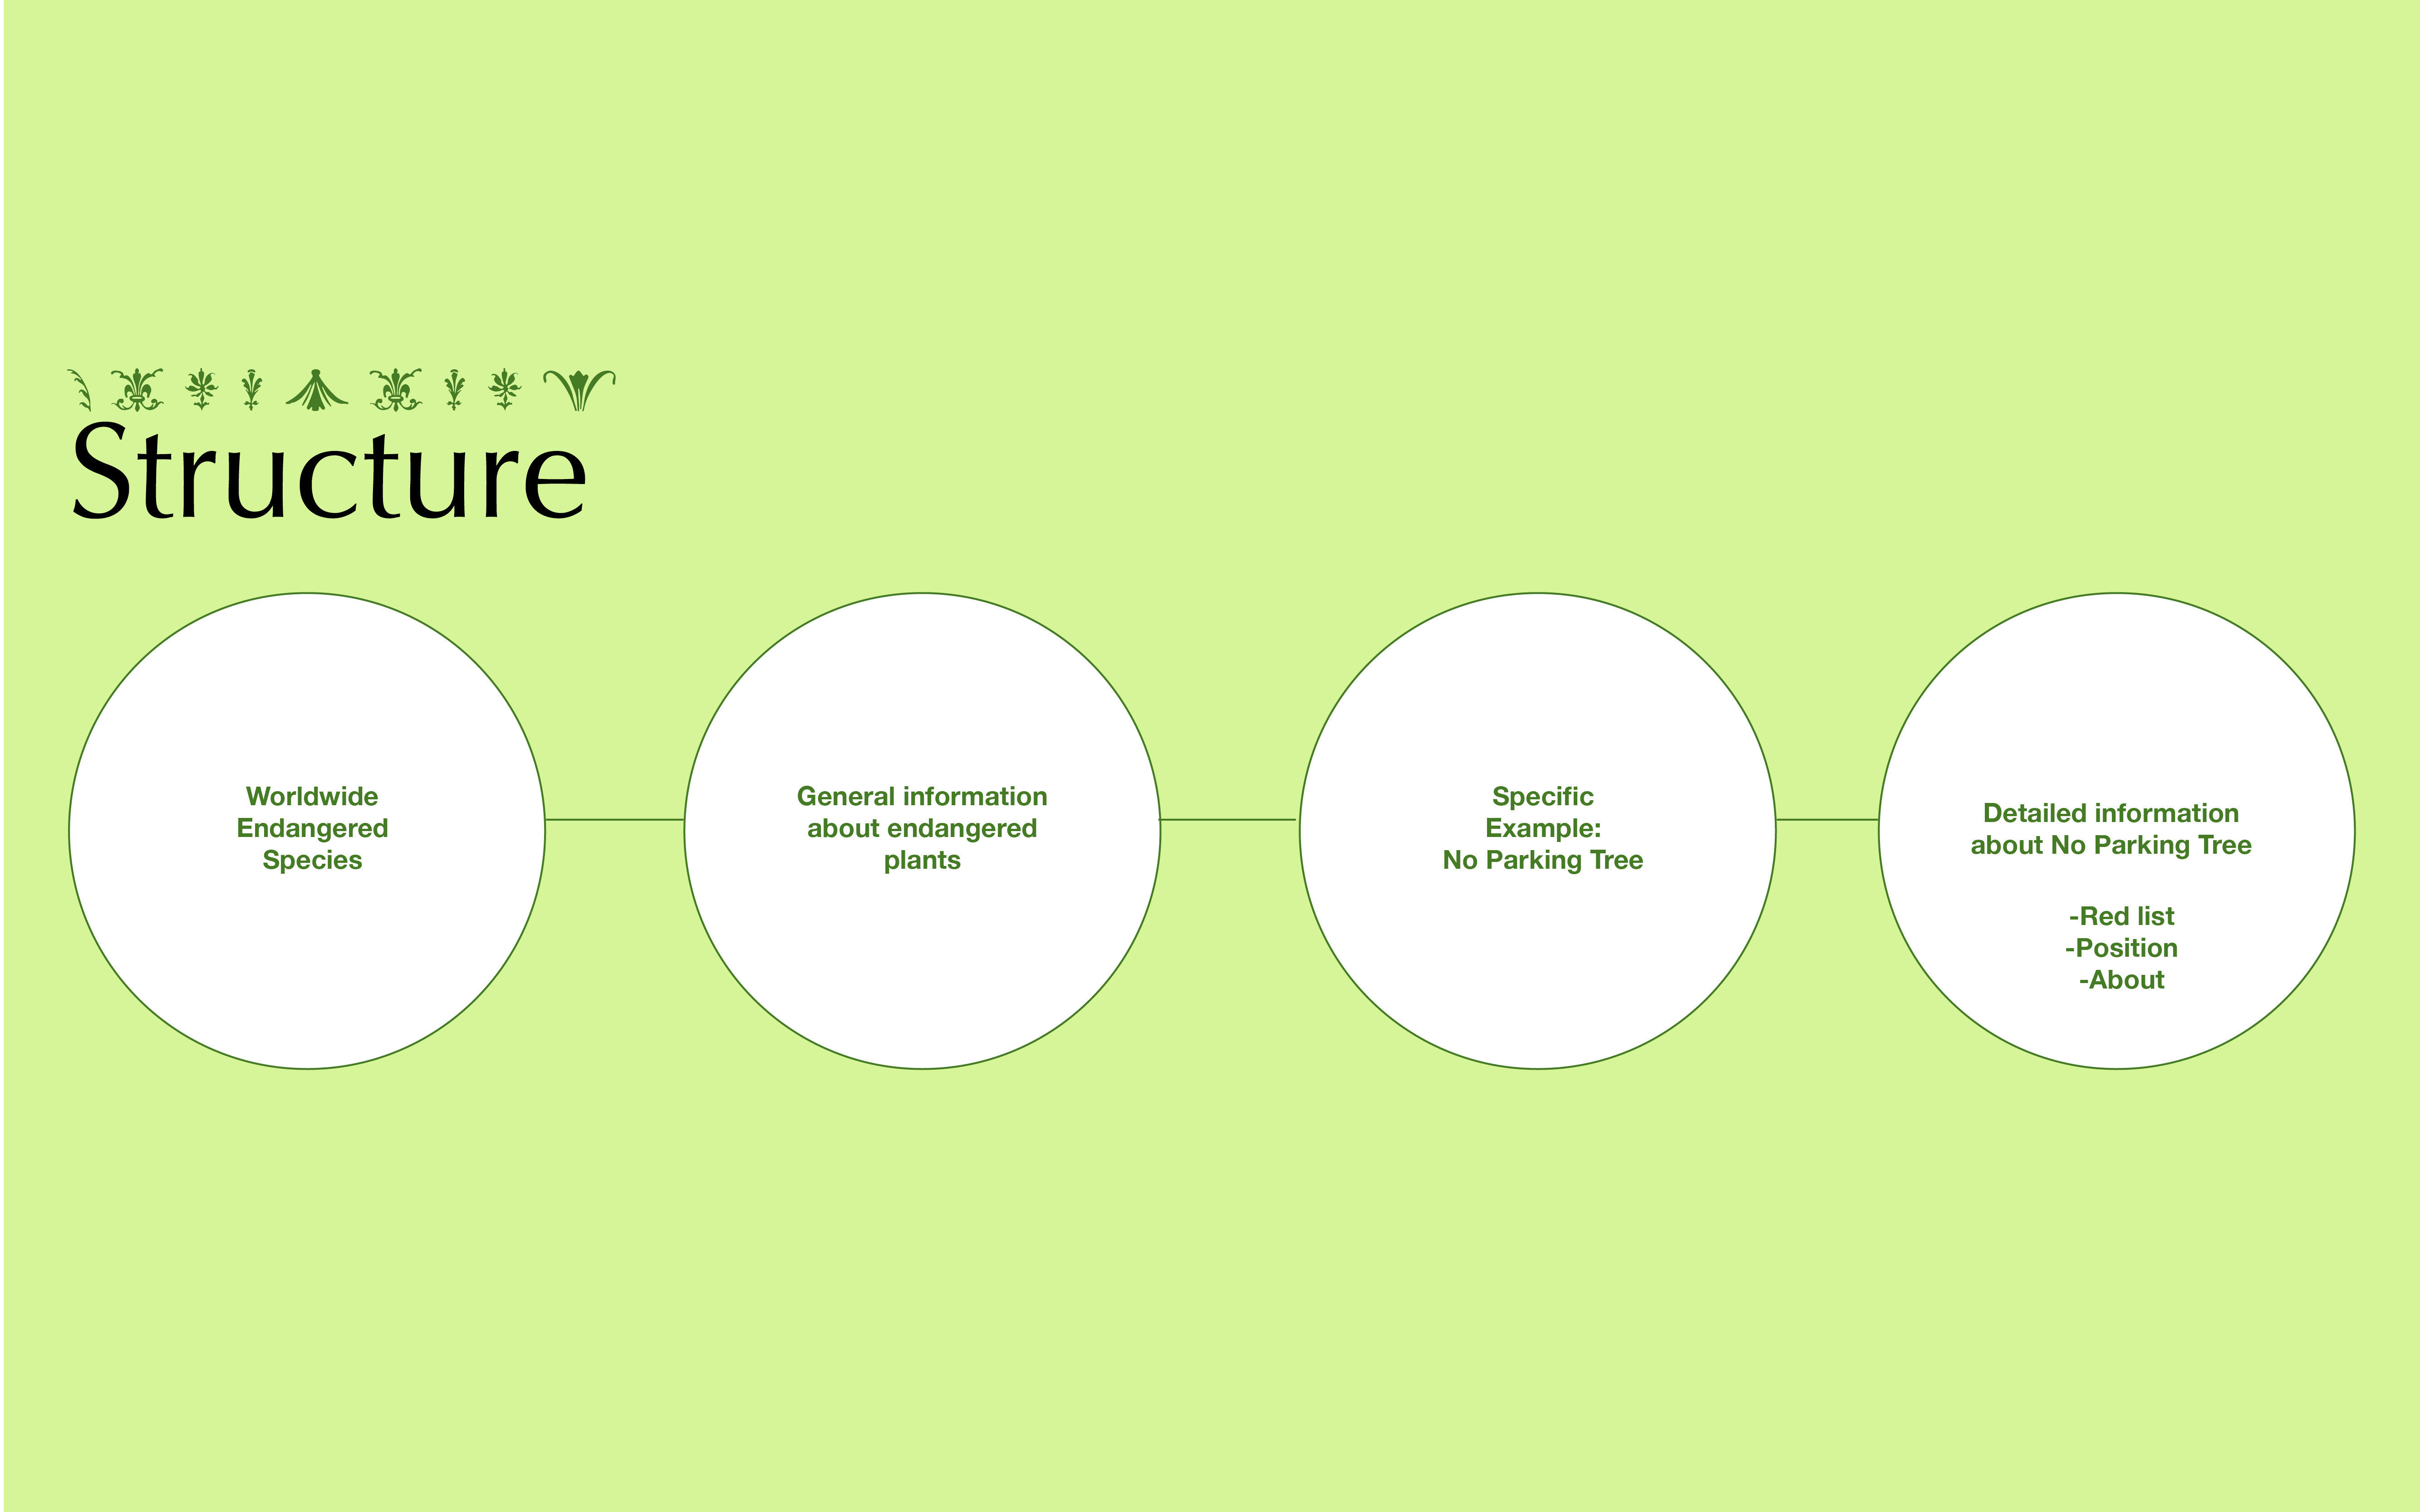 Structure
Worldwide
Endangered
Species
General information
about endangered
plants
Specific
Example:
No Parking Tree
Detailed information
about No Parking Tree
-Red list
-Position
-About